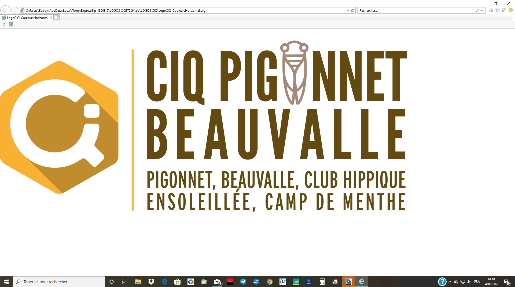 CIQ PIGONNET
BEAUVALLE
PIGONNET, BEAUVALLE, CLUB HIPPIQUE
ENSOLEILLÉE, CAMP DE MENTHE